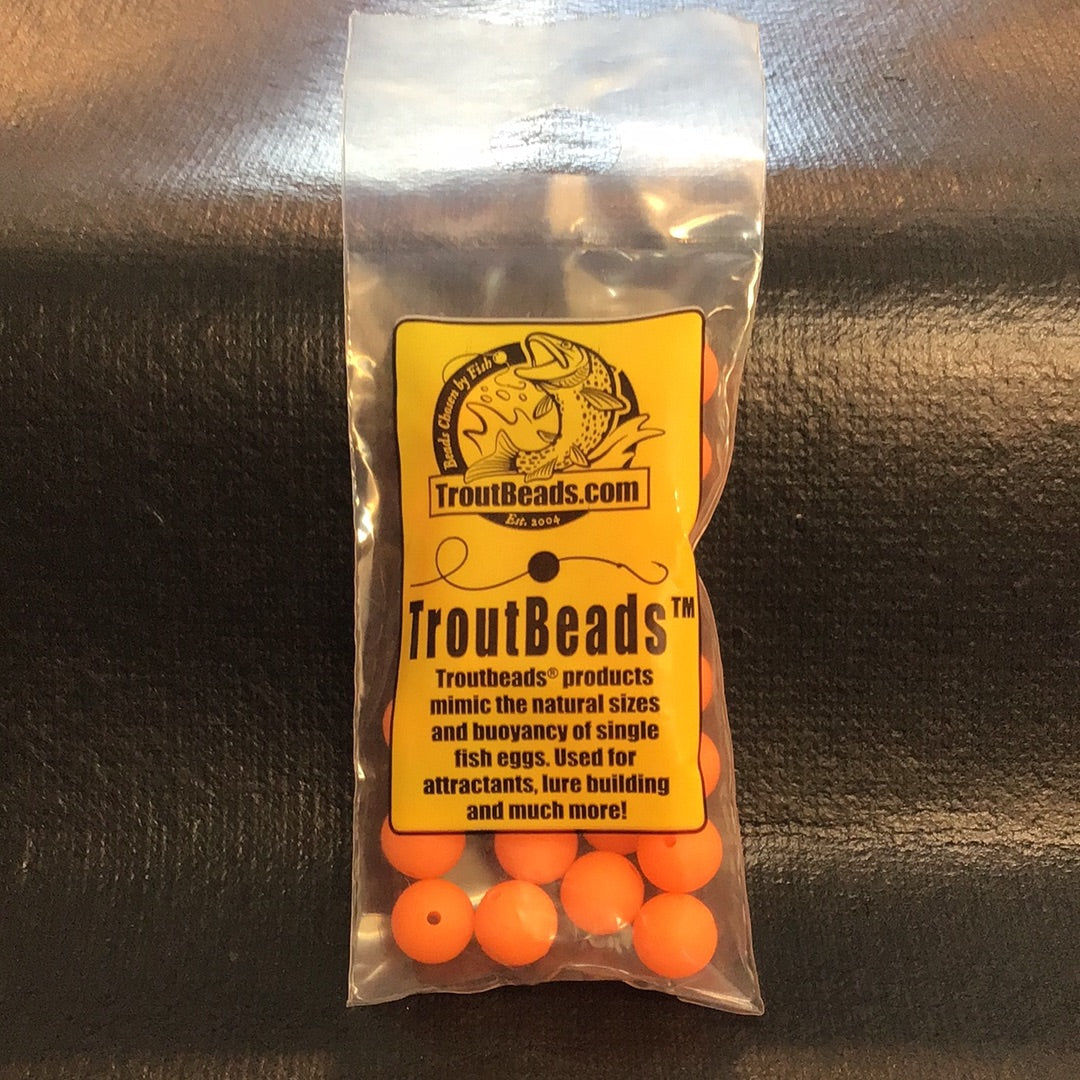 Beads Chosen by Fish
TroutBeads.com
Est. 2004
TroutBeads™
Troutbeads® products
mimic the natural sizes
and buoyancy of single
fish eggs. Used for
attractants, lure building
and much more!